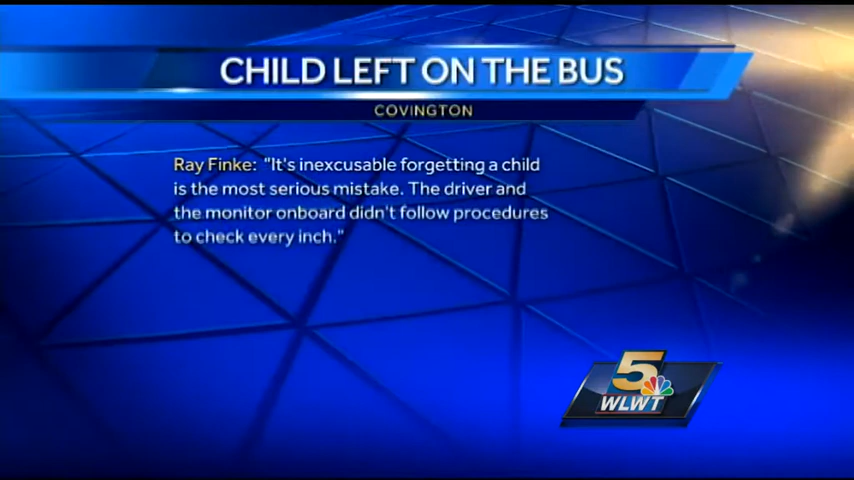 CHILD LEFT ON THE BUS
COVINGTON
Ray Finke: "It's inexcusable forgetting a child
is the most serious mistake. The driver and
the monitor onboard didn't follow procedures
to check every inch."
5
WLWT